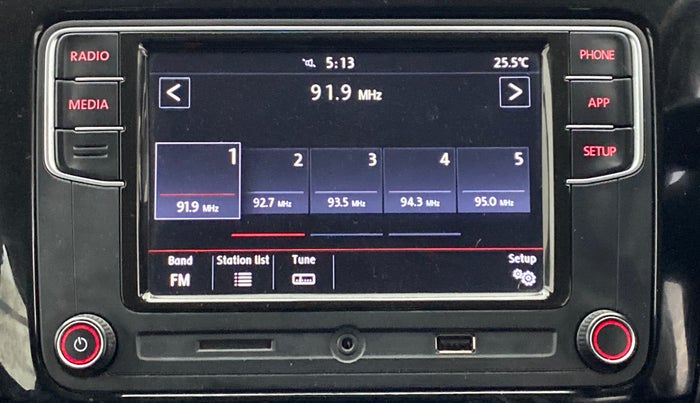 RADIO
MEDIA
PHONE
APP
SETUP
5:13
25.5°C
<
91.9 MHz
>
1
2
3
4
5
91.9 MHz
92.7 MHz
93.5 MHz
94.3 MHz
95.0 MHz
Band
Station list
Tune
Setup
FM